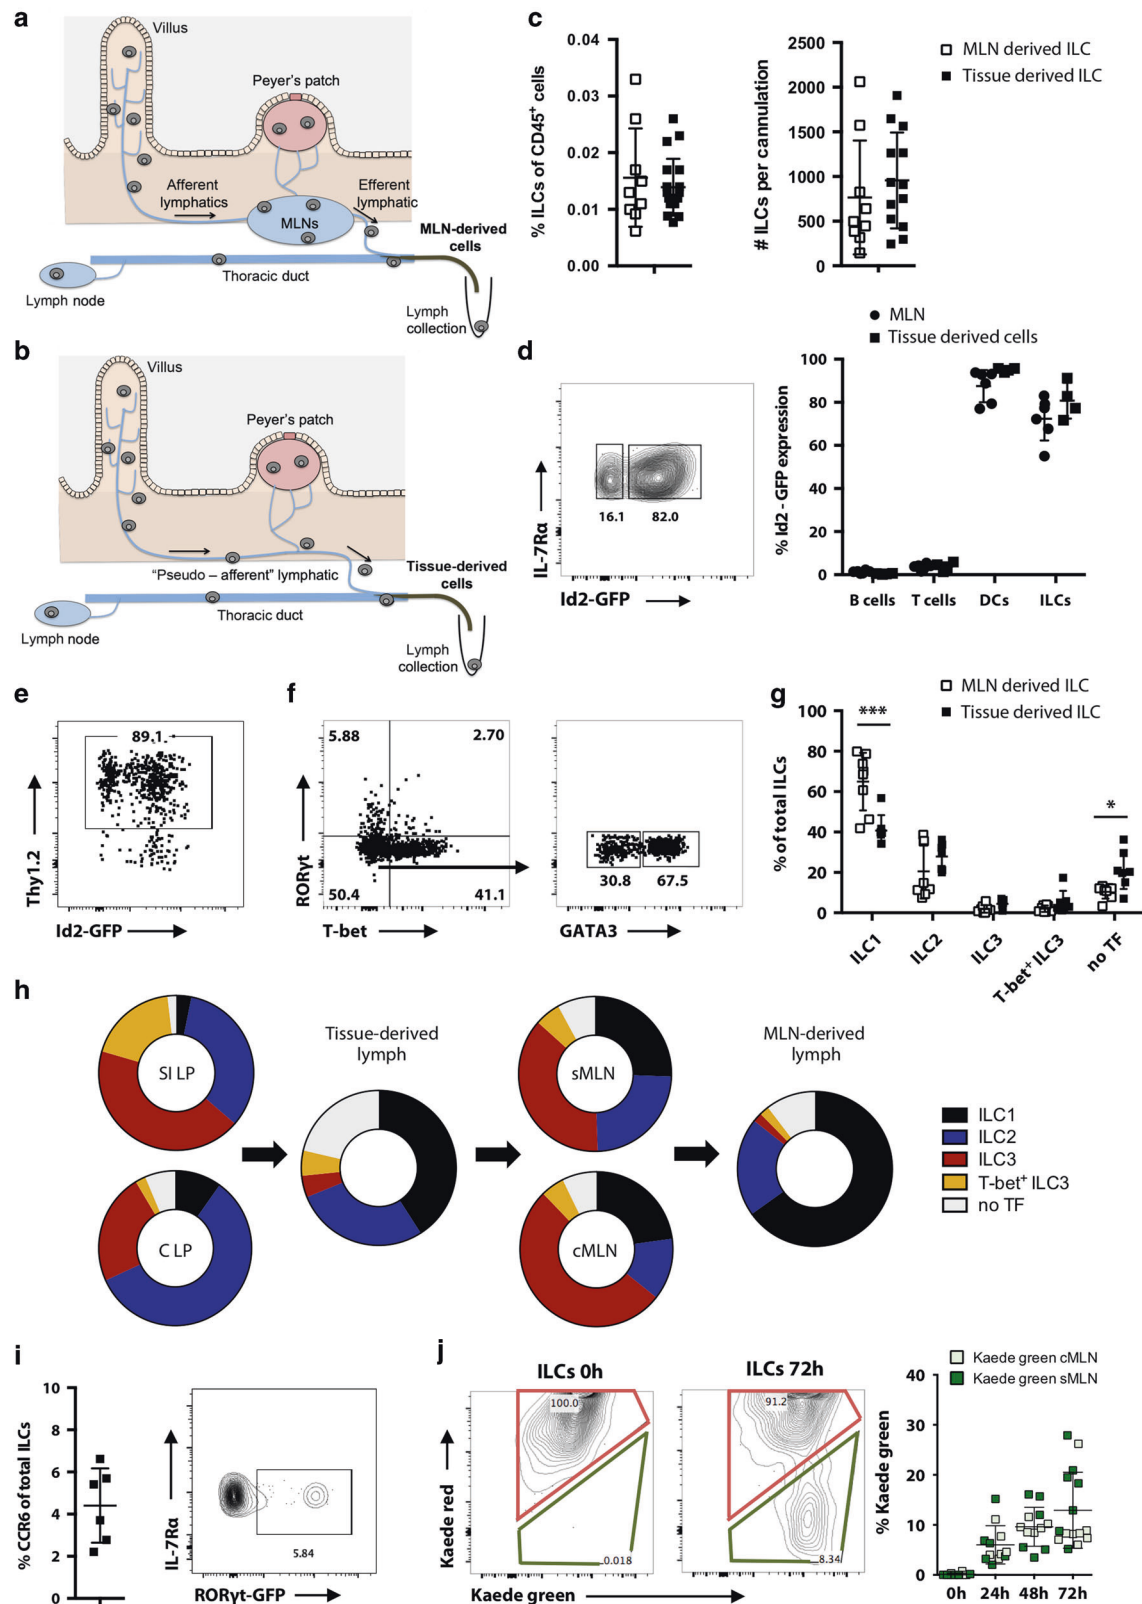 a
Villus
Peyer's patch
Afferent
lymphatics
Efferent
lymphatic
MLNs
MLN-derived
cells
Thoracic duct
Lymph node
Lymph
collection
b
Villus
Peyer's patch
"Pseudo – afferent" lymphatic
Tissue-derived
cells
Thoracic duct
Lymph node
Lymph
collection
c
% ILCs of CD45+ cells
0.04
0.03
0.02
0.01
0.00
# ILCs per cannulation
2500
2000
1500
1000
500
0
MLN derived ILC
Tissue derived ILC
d
IL-7Rα
16.1
82.0
Id2-GFP
MLN
Tissue derived cells
% Id2 - GFP expression
100
80
60
40
20
0
B cells
T cells
DCs
ILCs
e
Thy1.2
89.1
Id2-GFP
f
RORγt
5.88
2.70
50.4
41.1
T-bet
30.8
67.5
GATA3
g
MLN derived ILC
Tissue derived ILC
% of total ILCs
100
80
60
40
20
0
***
*
ILC1
ILC2
ILC3
T-bet+ ILC3
no TF
h
SI LP
C LP
Tissue-derived
lymph
sMLN
cMLN
MLN-derived
lymph
ILC1
ILC2
ILC3
T-bet+ ILC3
no TF
i
% CCR6 of total ILCs
10
8
6
4
2
0
IL-7Rα
5.84
RORγt-GFP
j
ILCs 0h
ILCs 72h
Kaede red
100.0
0.018
91.2
8.34
Kaede green
Kaede green cMLN
Kaede green sMLN
% Kaede green
40
30
20
10
0
0h
24h
48h
72h